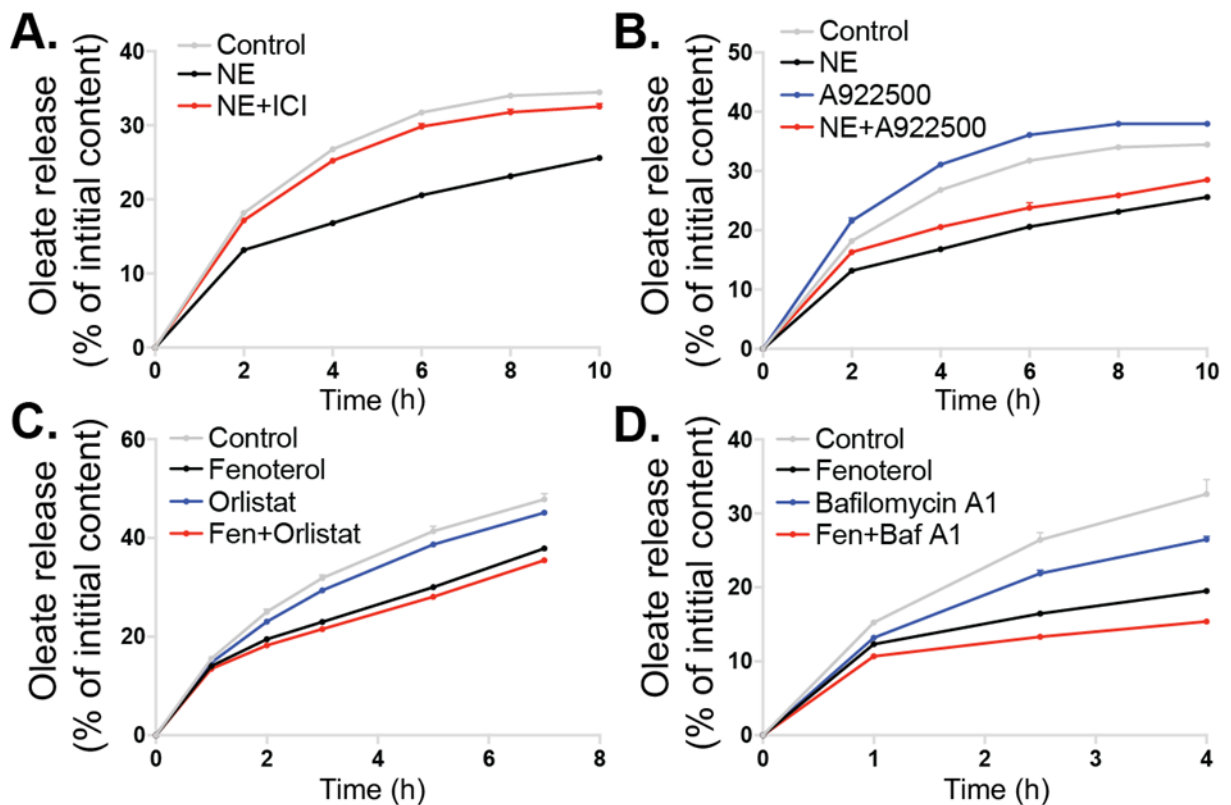 A.
Control
NE
NE+ICI
Oleate release
(% of intitial content)
40
30
20
10
0
0 2 4 6 8 10
Time (h)
B.
Control
NE
A922500
NE+A922500
Oleate release
(% of intitial content)
50
40
30
20
10
0
0 2 4 6 8 10
Time (h)
C.
Control
Fenoterol
Orlistat
Fen+Orlistat
Oleate release
(% of intitial content)
60
40
20
0
0 2 4 6 8
Time (h)
D.
Control
Fenoterol
Bafilomycin A1
Fen+Baf A1
Oleate release
(% of intitial content)
40
30
20
10
0
0 1 2 3 4
Time (h)